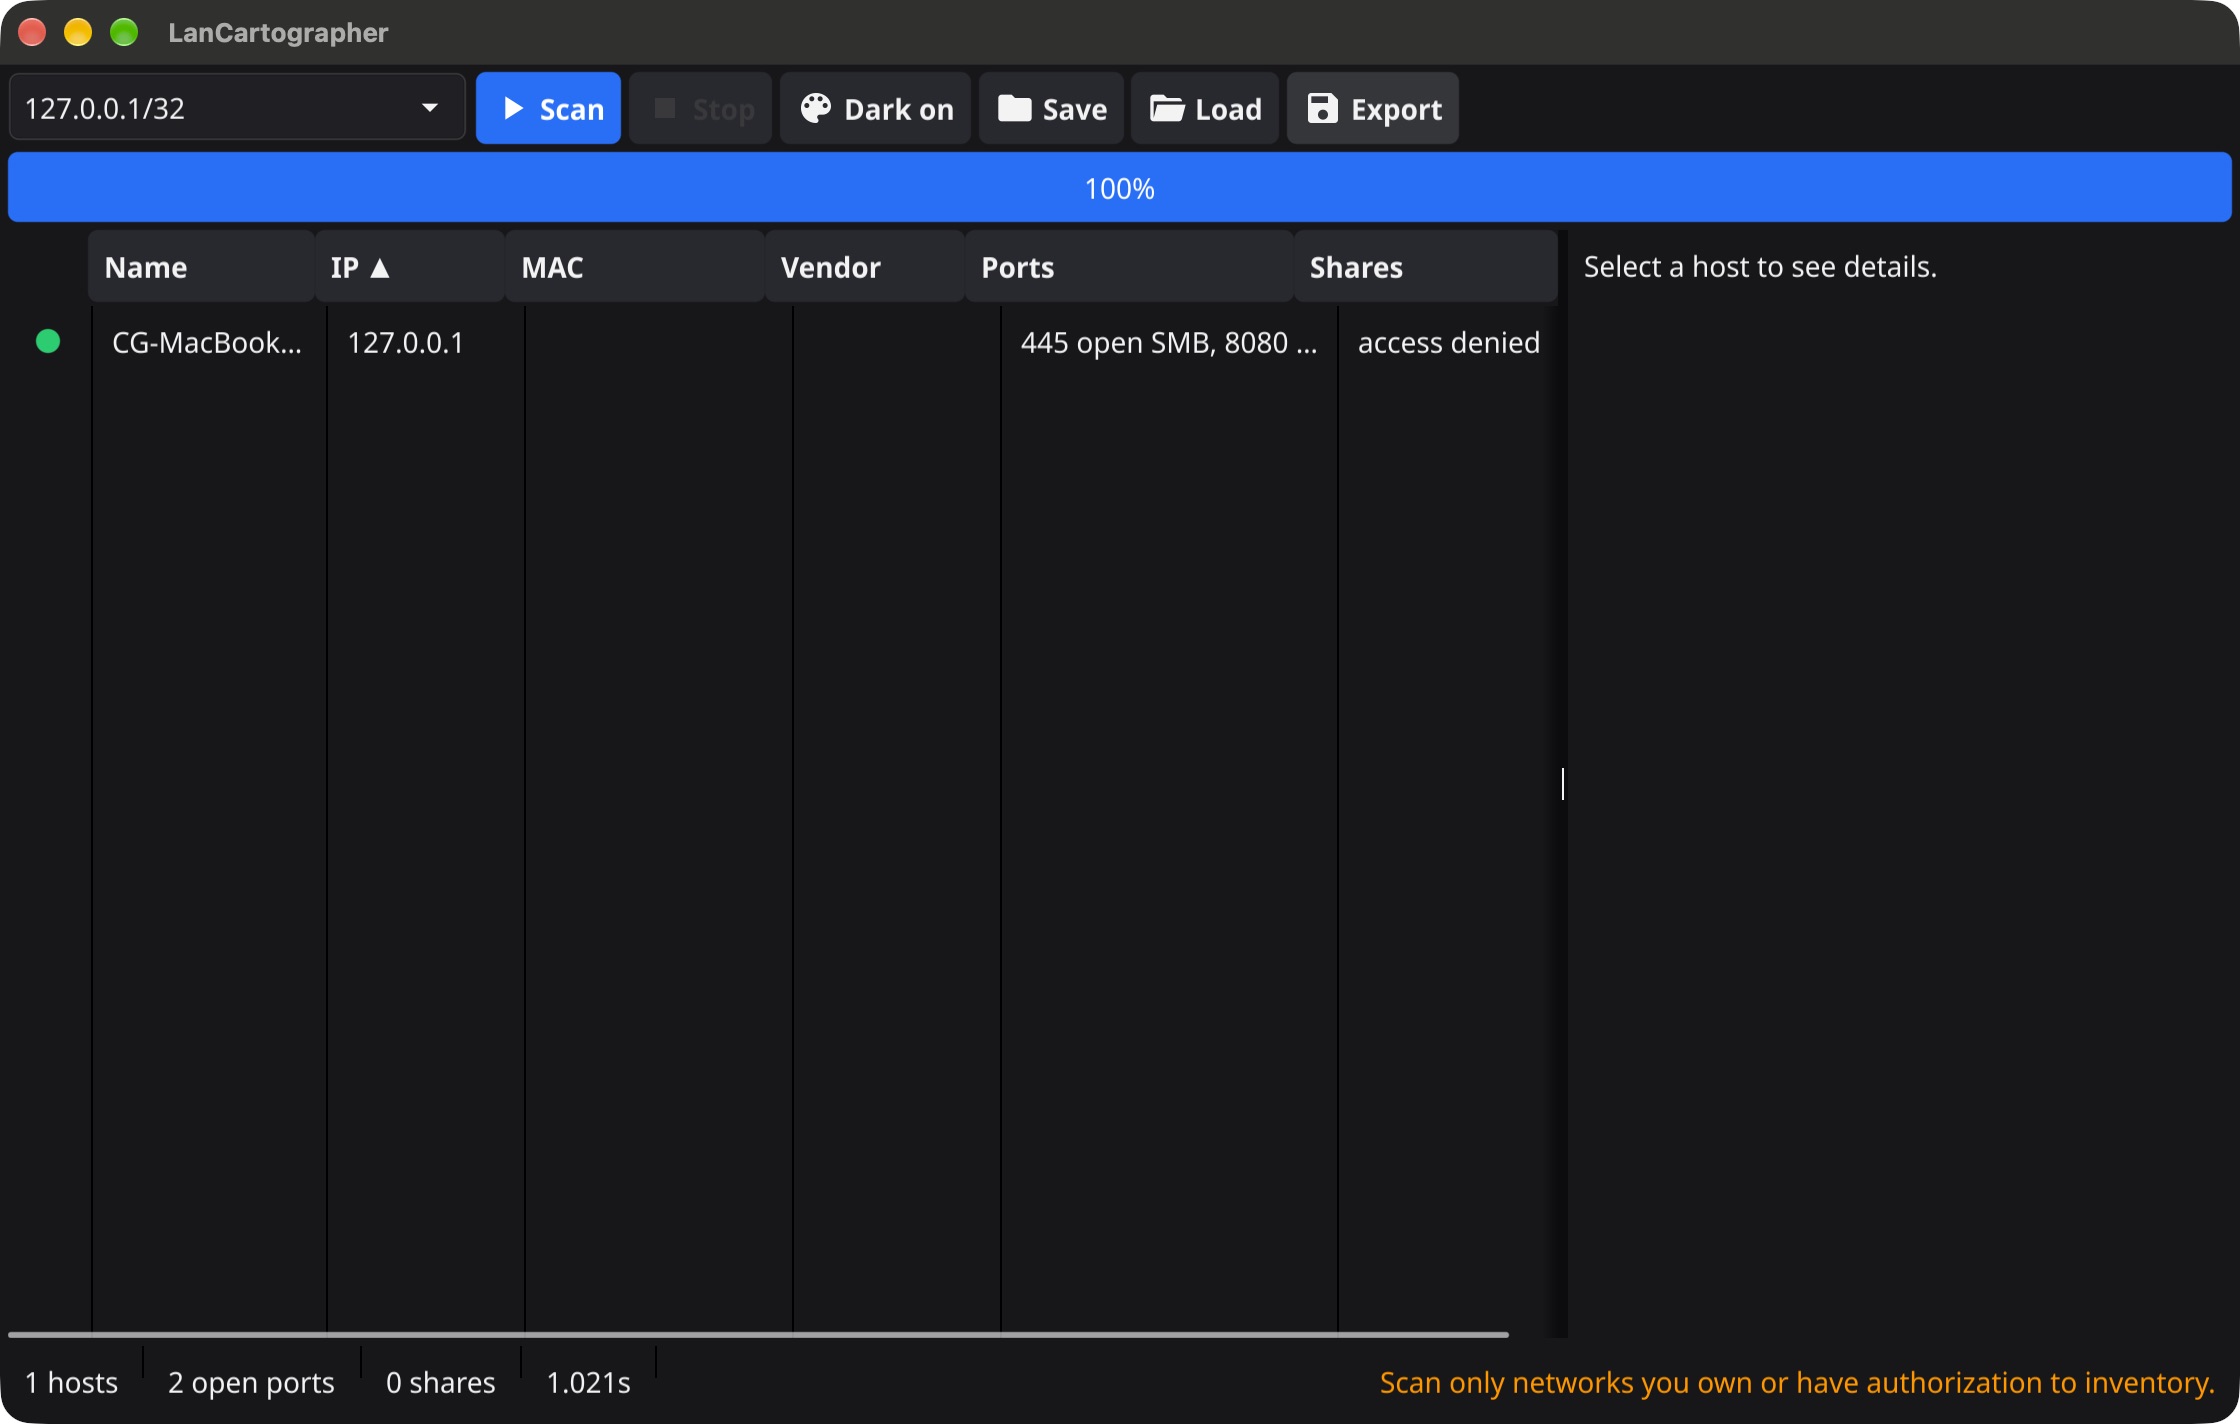 LanCartographer
127.0.0.1/32 Scan Stop Dark on Save Load Export
100%
Name IP ▲ MAC Vendor Ports Shares
Select a host to see details.
CG-MacBook... 127.0.0.1 445 open SMB, 8080 ... access denied
1 hosts 2 open ports 0 shares 1.021s
Scan only networks you own or have authorization to inventory.